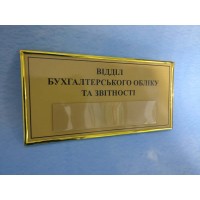 ВІДДІЛ
БУХГАЛТЕРСЬКОГО ОБЛІКУ
ТА ЗВІТНОСТІ